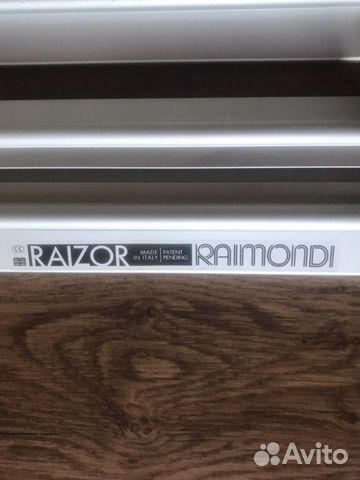 RAIZOR MADE IN ITALY PATENT PENDING RAIMONDI
Avito